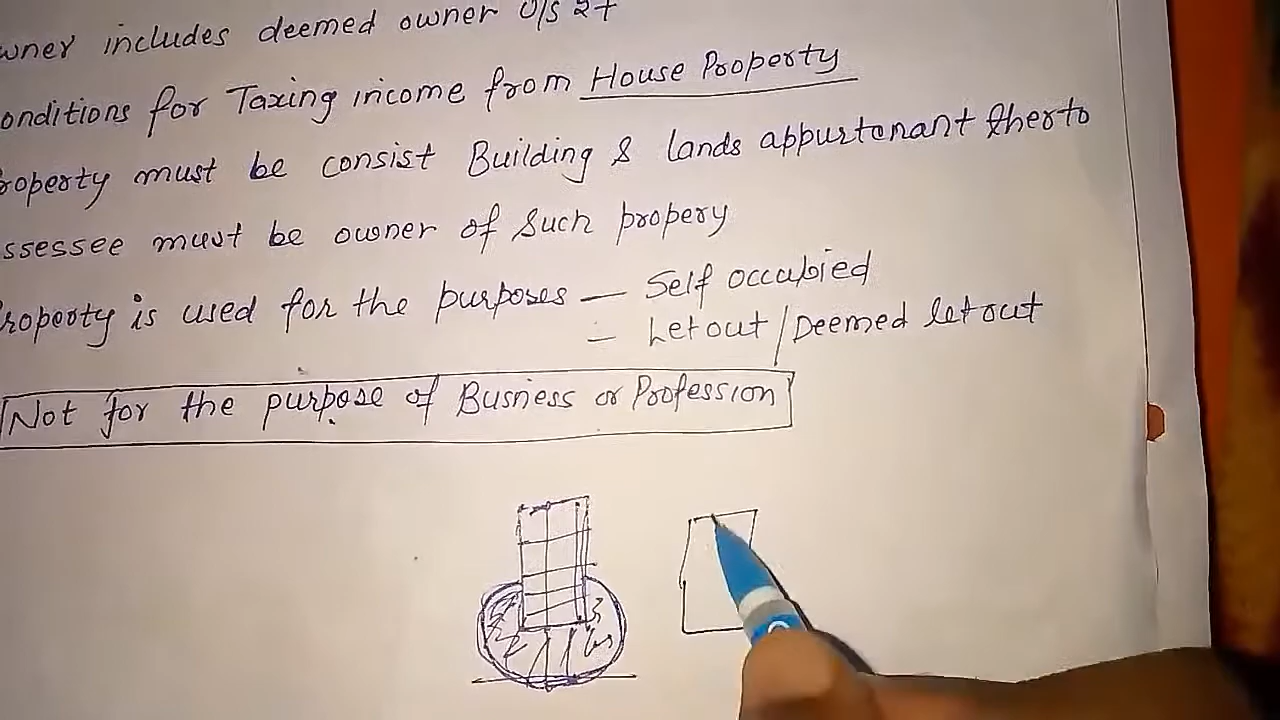 wner includes deemed owner U/s 27
onditions for Taxing income from House Property
roperty must be consist Building & lands appurtenant therto
ssessee must be owner of such propery
roperty is used for the purposes — Self occupied
— Let out / Deemed let out
Not for the purpose of Busness or Profession